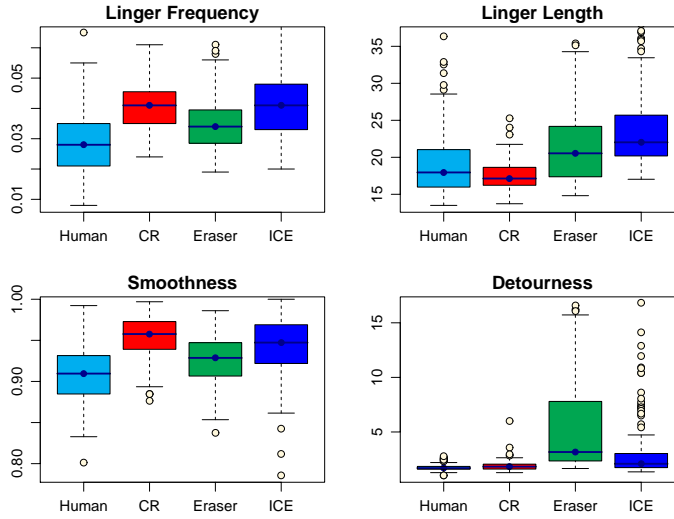 Linger Frequency
0.05
0.03
0.01
Human CR Eraser ICE
Linger Length
35
30
25
20
15
Human CR Eraser ICE
Smoothness
1.00
0.90
0.80
Human CR Eraser ICE
Detourness
15
10
5
Human CR Eraser ICE